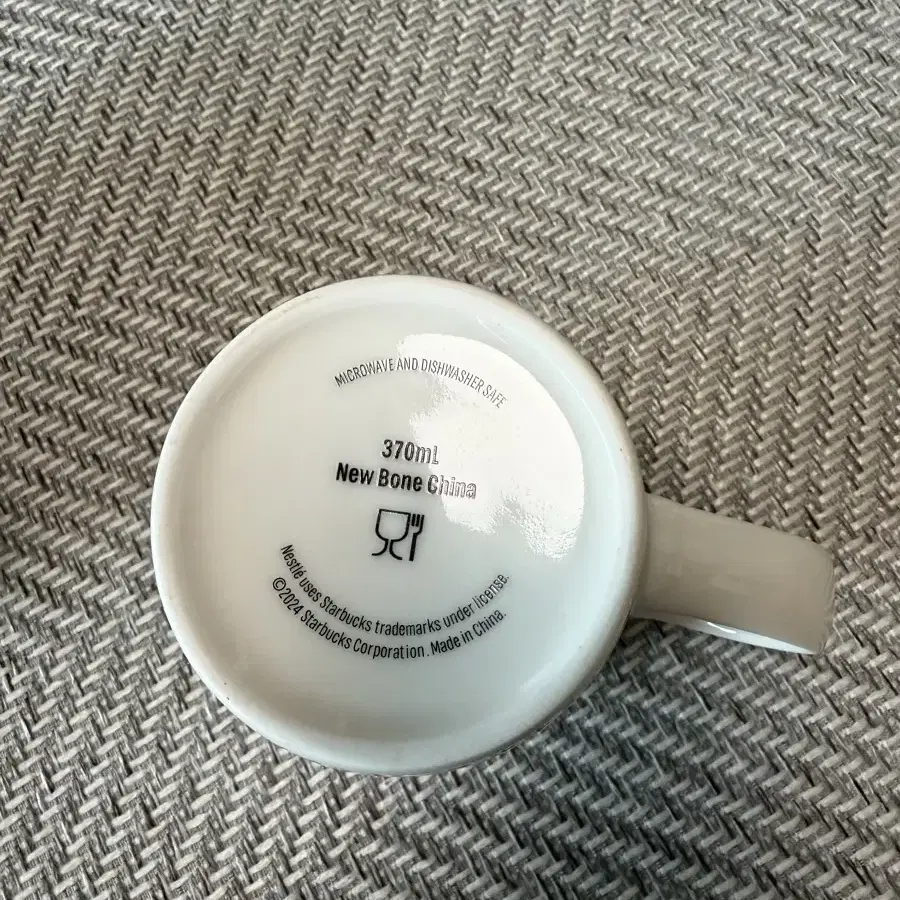 MICROWAVE AND DISHWASHER SAFE
370mL
New Bone China
Nestlé uses Starbucks trademarks under license.
©2024 Starbucks Corporation. Made in China.